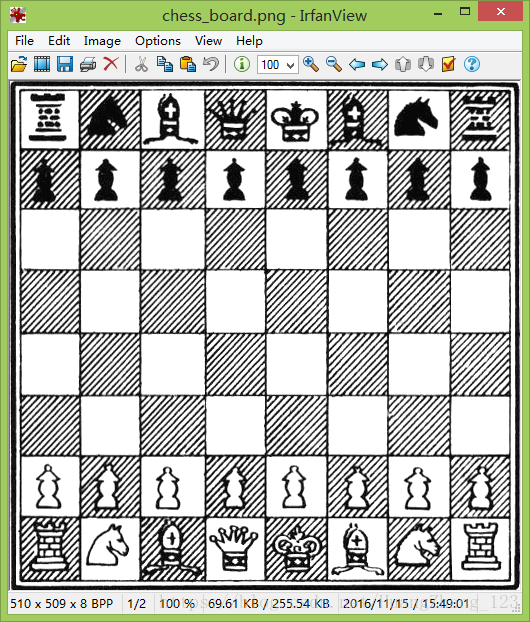 chess_board.png - IrfanView
File Edit Image Options View Help
100
510 x 509 x 8 BPP 1/2 100 % 69.61 KB / 255.54 KB 2016/11/15 / 15:49:01